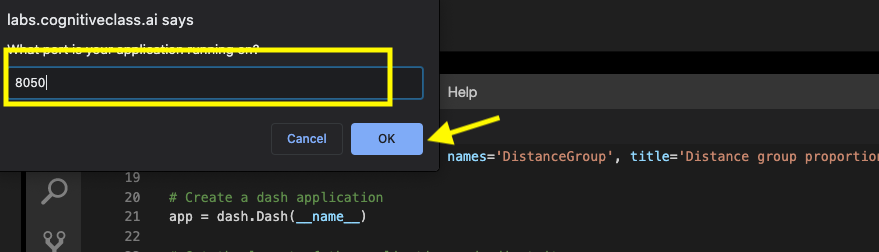 labs.cognitiveclass.ai says
What port is your application running on?
8050
Cancel
OK
Help
names='DistanceGroup', title='Distance group proportion
19
20 # Create a dash application
21 app = dash.Dash(__name__)
22